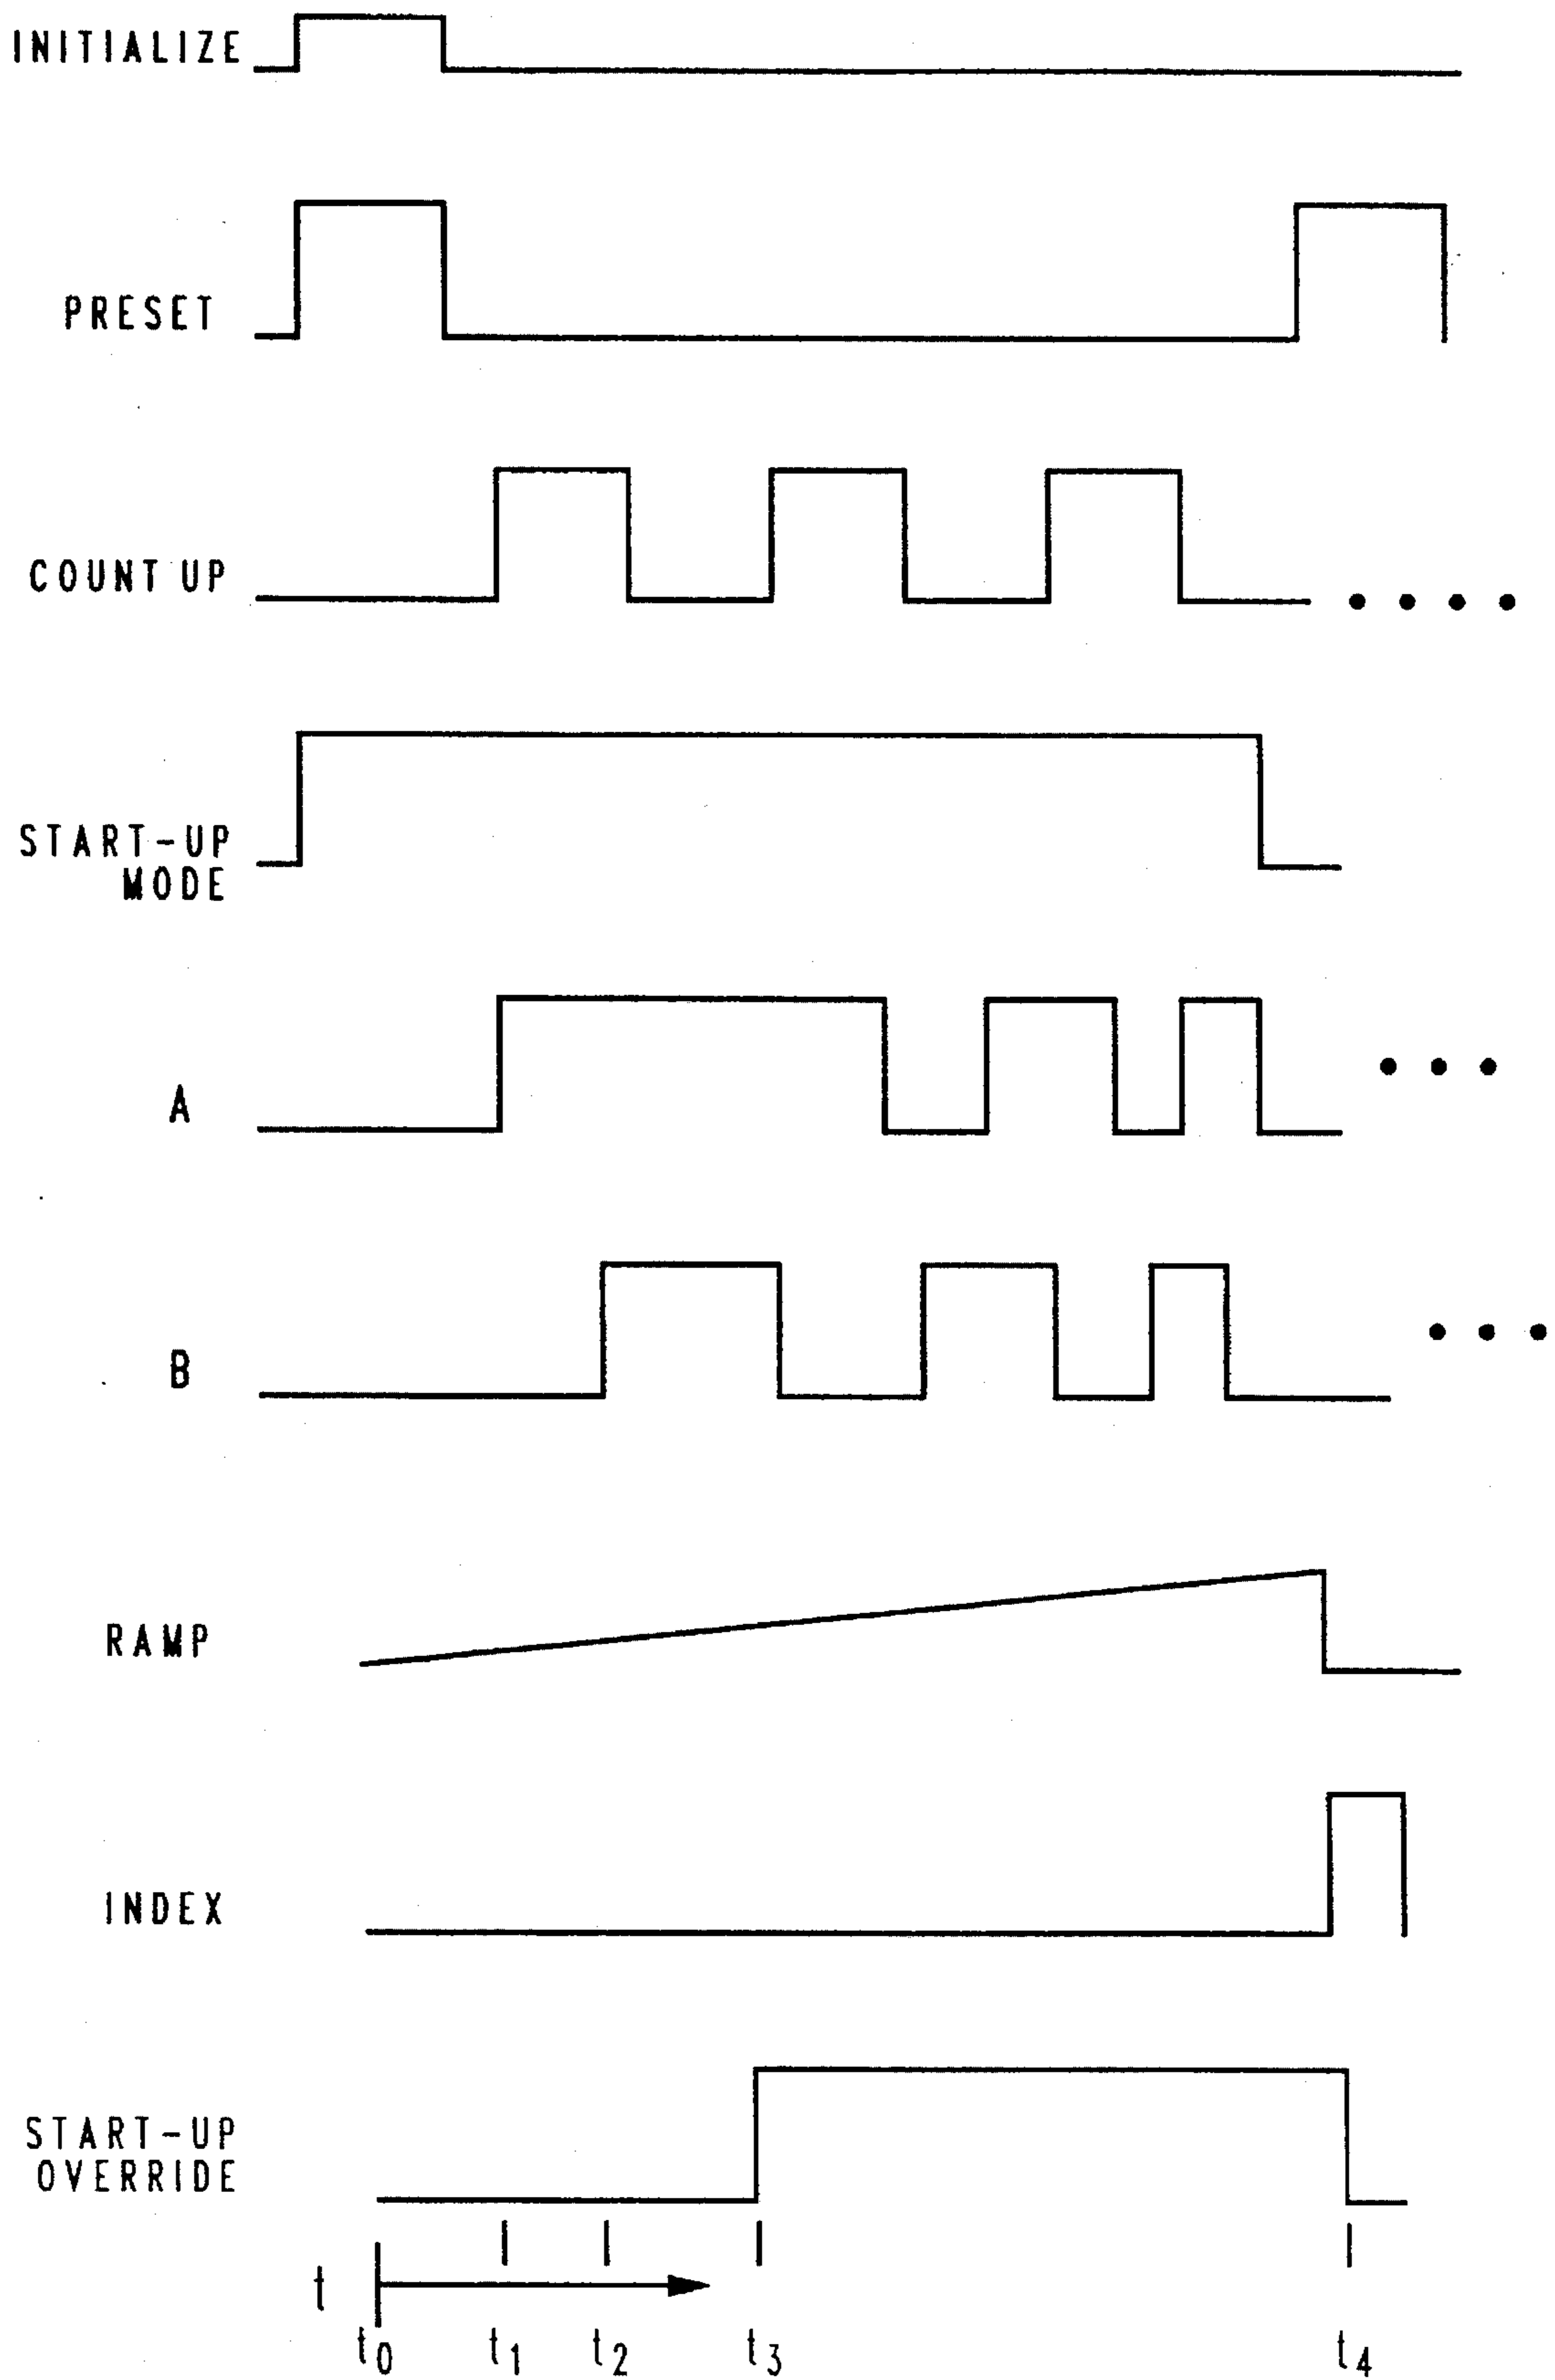 INITIALIZE
PRESET
COUNT UP
START-UP
MODE
A
B
RAMP
INDEX
START-UP
OVERRIDE
t
t0 t1 t2 t3 t4